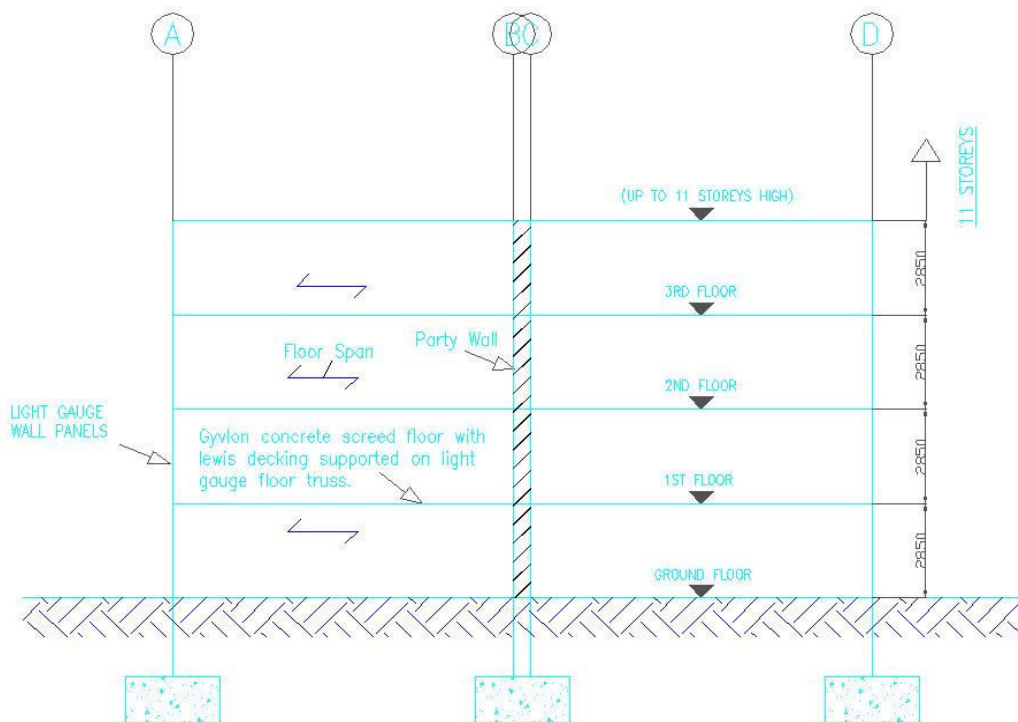 A
B
C
D
11 STOREYS
(UP TO 11 STOREYS HIGH)
2850
3RD FLOOR
Party Wall
Floor Span
2850
2ND FLOOR
LIGHT GAUGE
WALL PANELS
Gyvlon concrete screed floor with
lewis decking supported on light
gauge floor truss.
2850
1ST FLOOR
2850
GROUND FLOOR